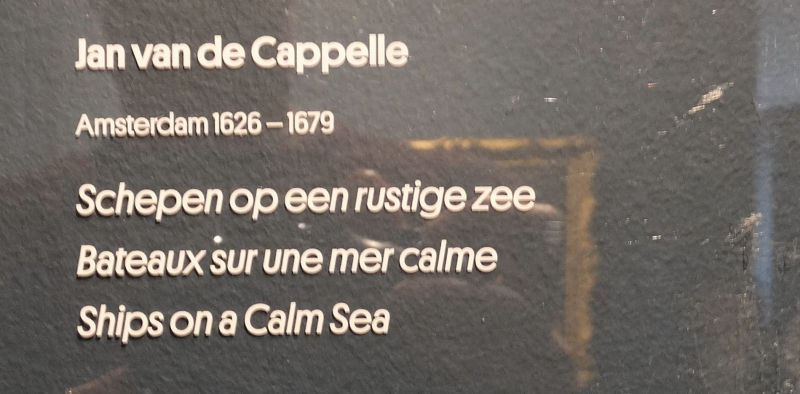 Jan van de Cappelle
Amsterdam 1626 – 1679
Schepen op een rustige zee
Bateaux sur une mer calme
Ships on a Calm Sea